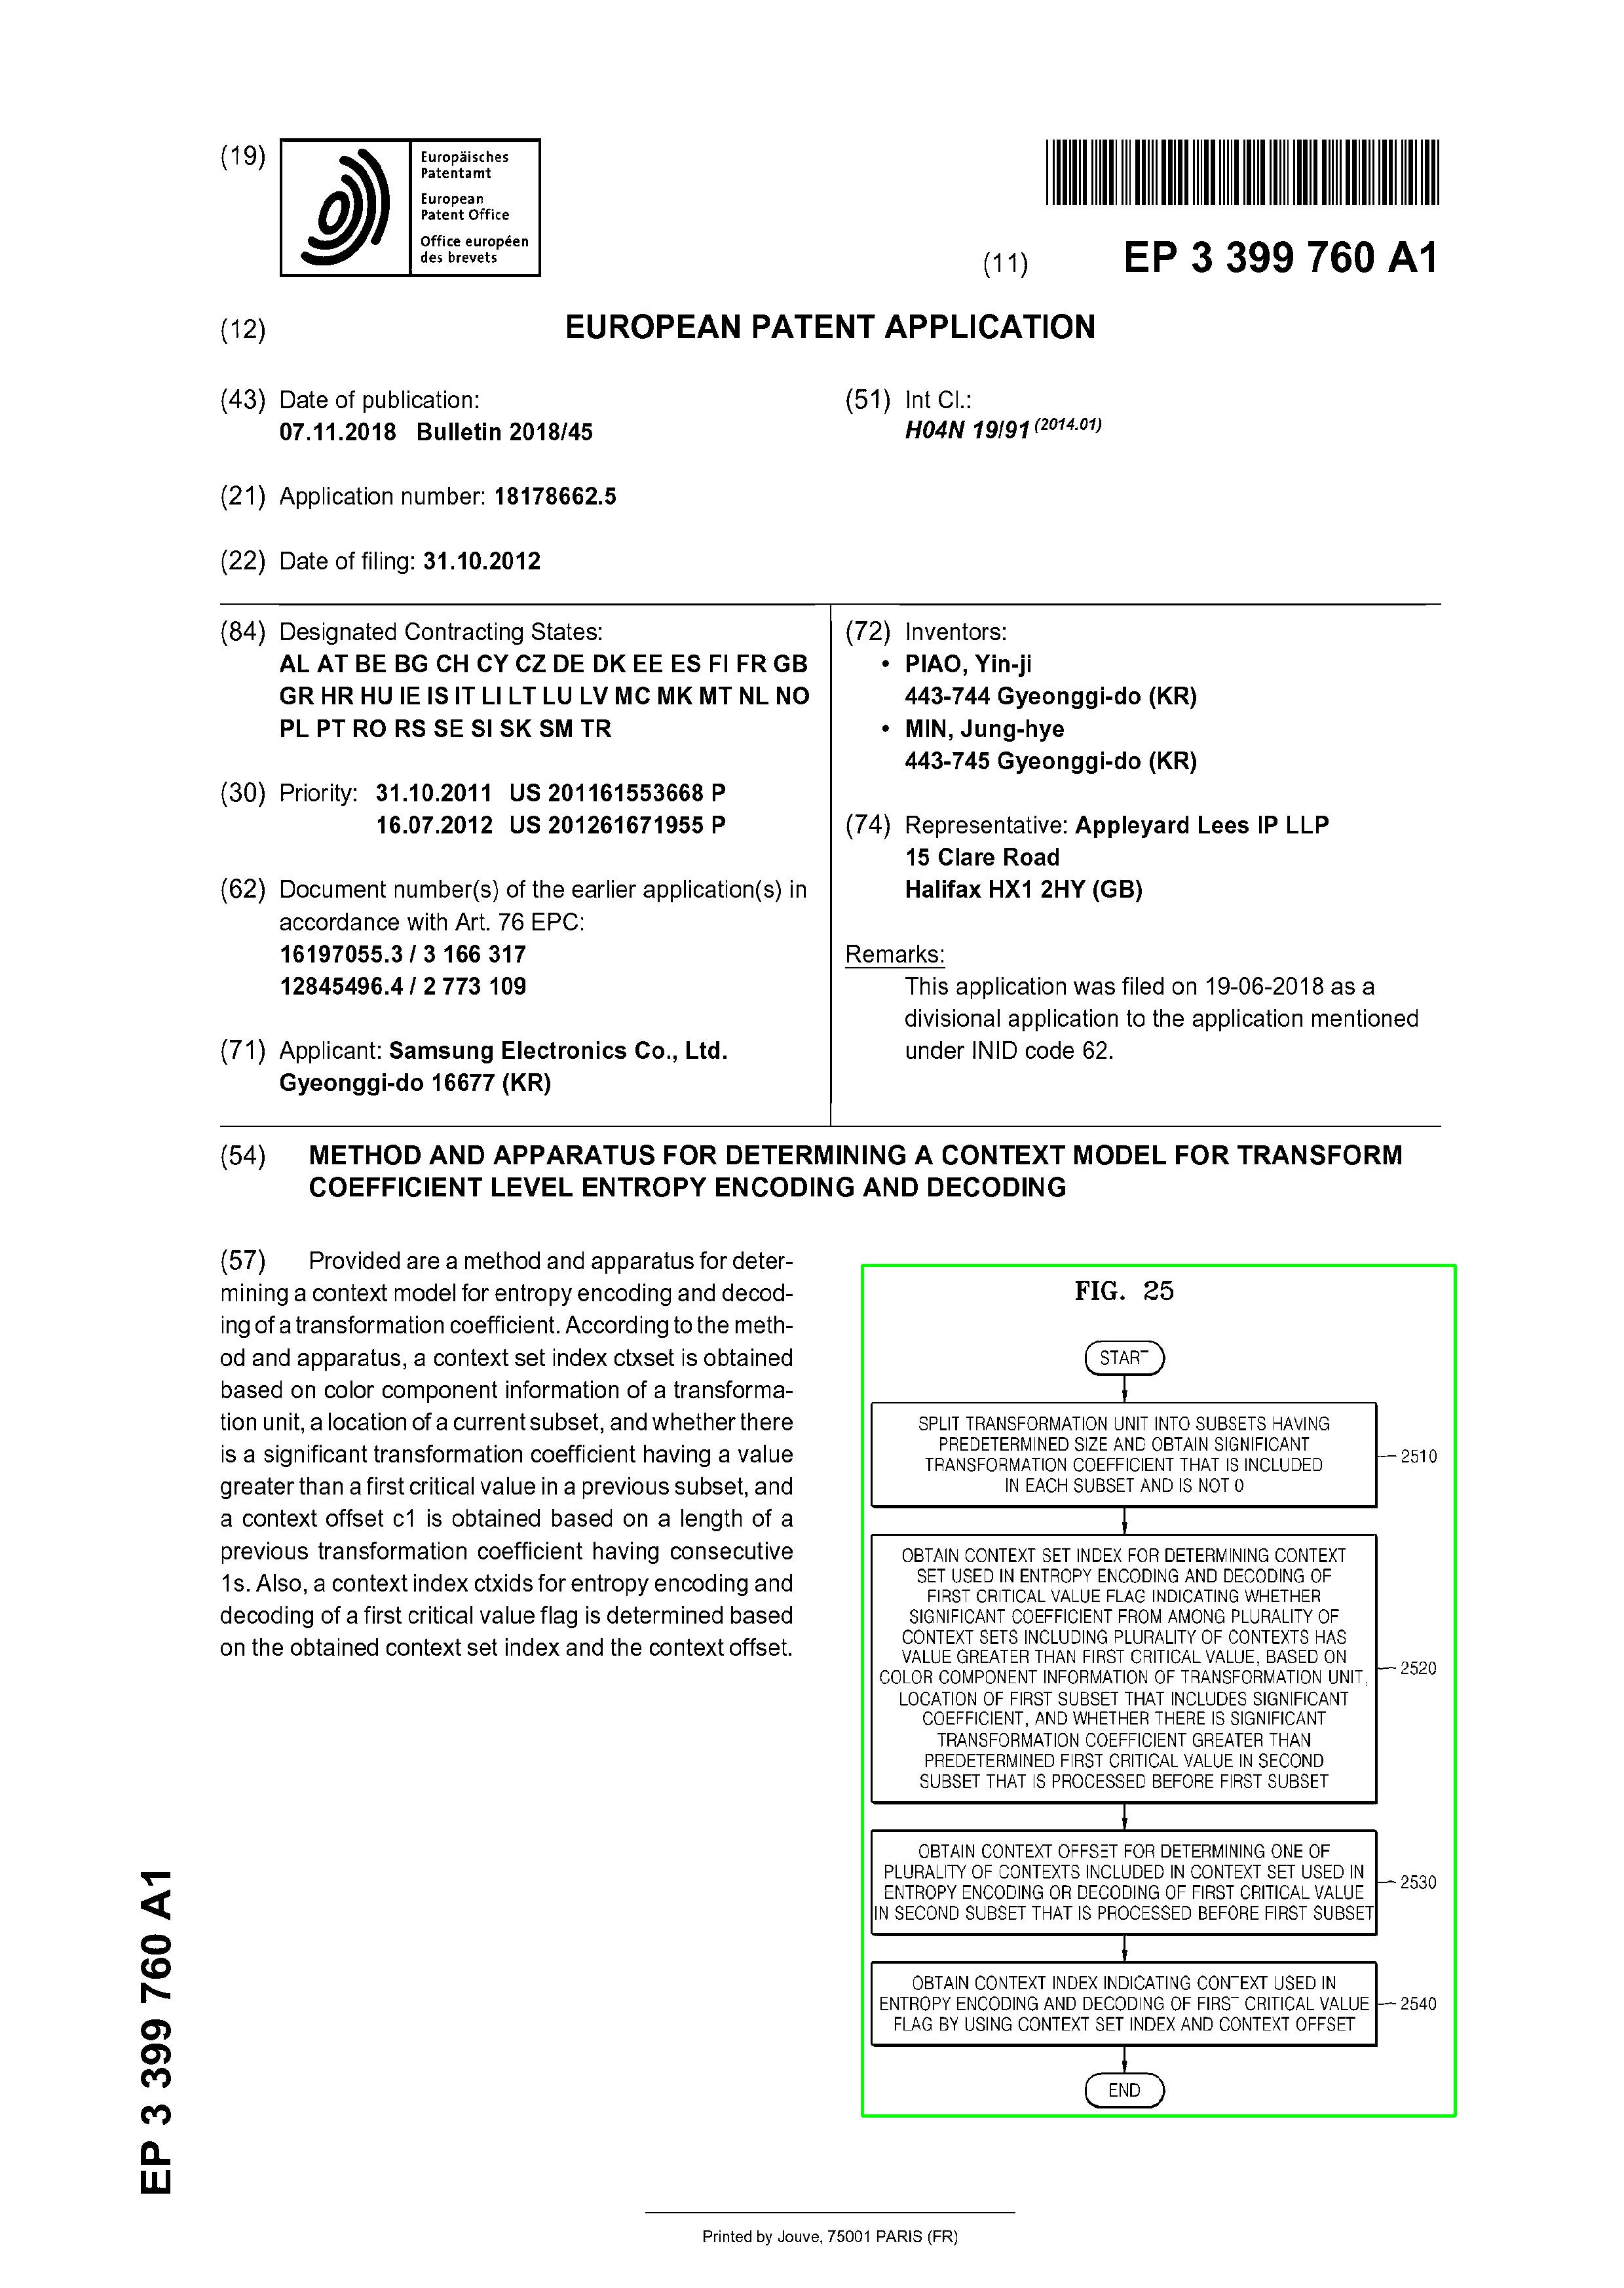 (19)
Europäisches
Patentamt
European
Patent Office
Office européen
des brevets
(11) EP 3 399 760 A1
(12) EUROPEAN PATENT APPLICATION
(43) Date of publication:
07.11.2018 Bulletin 2018/45
(51) Int Cl.:
H04N 19/91 (2014.01)
(21) Application number: 18178662.5
(22) Date of filing: 31.10.2012
(84) Designated Contracting States:
AL AT BE BG CH CY CZ DE DK EE ES FI FR GB
GR HR HU IE IS IT LI LT LU LV MC MK MT NL NO
PL PT RO RS SE SI SK SM TR
(30) Priority: 31.10.2011 US 201161553668 P
16.07.2012 US 201261671955 P
(62) Document number(s) of the earlier application(s) in
accordance with Art. 76 EPC:
16197055.3 / 3 166 317
12845496.4 / 2 773 109
(71) Applicant: Samsung Electronics Co., Ltd.
Gyeonggi-do 16677 (KR)
(72) Inventors:
• PIAO, Yin-ji
443-744 Gyeonggi-do (KR)
• MIN, Jung-hye
443-745 Gyeonggi-do (KR)
(74) Representative: Appleyard Lees IP LLP
15 Clare Road
Halifax HX1 2HY (GB)
Remarks:
This application was filed on 19-06-2018 as a
divisional application to the application mentioned
under INID code 62.
(54) METHOD AND APPARATUS FOR DETERMINING A CONTEXT MODEL FOR TRANSFORM
COEFFICIENT LEVEL ENTROPY ENCODING AND DECODING
(57) Provided are a method and apparatus for deter-
mining a context model for entropy encoding and decod-
ing of a transformation coefficient. According to the meth-
od and apparatus, a context set index ctxset is obtained
based on color component information of a transforma-
tion unit, a location of a current subset, and whether there
is a significant transformation coefficient having a value
greater than a first critical value in a previous subset, and
a context offset c1 is obtained based on a length of a
previous transformation coefficient having consecutive
1s. Also, a context index ctxids for entropy encoding and
decoding of a first critical value flag is determined based
on the obtained context set index and the context offset.
FIG. 25
START
SPLIT TRANSFORMATION UNIT INTO SUBSETS HAVING
PREDETERMINED SIZE AND OBTAIN SIGNIFICANT
TRANSFORMATION COEFFICIENT THAT IS INCLUDED
IN EACH SUBSET AND IS NOT 0
2510
OBTAIN CONTEXT SET INDEX FOR DETERMINING CONTEXT
SET USED IN ENTROPY ENCODING AND DECODING OF
FIRST CRITICAL VALUE FLAG INDICATING WHETHER
SIGNIFICANT COEFFICIENT FROM AMONG PLURALITY OF
CONTEXT SETS INCLUDING PLURALITY OF CONTEXTS HAS
VALUE GREATER THAN FIRST CRITICAL VALUE, BASED ON
COLOR COMPONENT INFORMATION OF TRANSFORMATION UNIT,
LOCATION OF FIRST SUBSET THAT INCLUDES SIGNIFICANT
COEFFICIENT, AND WHETHER THERE IS SIGNIFICANT
TRANSFORMATION COEFFICIENT GREATER THAN
PREDETERMINED FIRST CRITICAL VALUE IN SECOND
SUBSET THAT IS PROCESSED BEFORE FIRST SUBSET
2520
OBTAIN CONTEXT OFFSET FOR DETERMINING ONE OF
PLURALITY OF CONTEXTS INCLUDED IN CONTEXT SET USED IN
ENTROPY ENCODING OR DECODING OF FIRST CRITICAL VALUE
IN SECOND SUBSET THAT IS PROCESSED BEFORE FIRST SUBSET
2530
OBTAIN CONTEXT INDEX INDICATING CONTEXT USED IN
ENTROPY ENCODING AND DECODING OF FIRST CRITICAL VALUE
FLAG BY USING CONTEXT SET INDEX AND CONTEXT OFFSET
2540
END
EP 3 399 760 A1
Printed by Jouve, 75001 PARIS (FR)